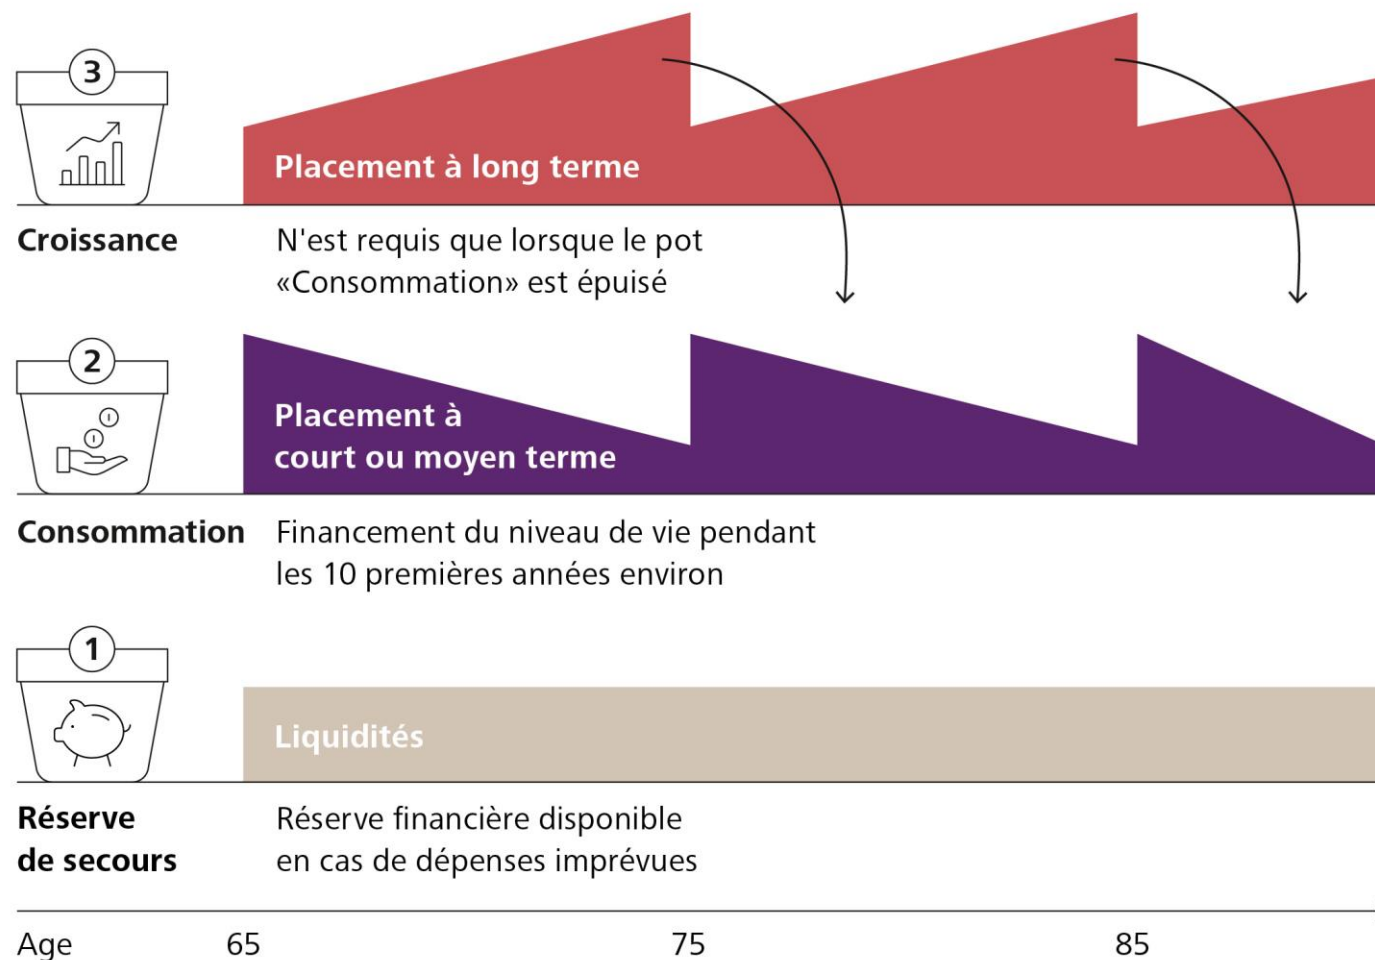 3
Placement à long terme
Croissance
N'est requis que lorsque le pot
«Consommation» est épuisé
2
Placement à
court ou moyen terme
Consommation
Financement du niveau de vie pendant
les 10 premières années environ
1
Liquidités
Réserve
de secours
Réserve financière disponible
en cas de dépenses imprévues
Age 65 75 85